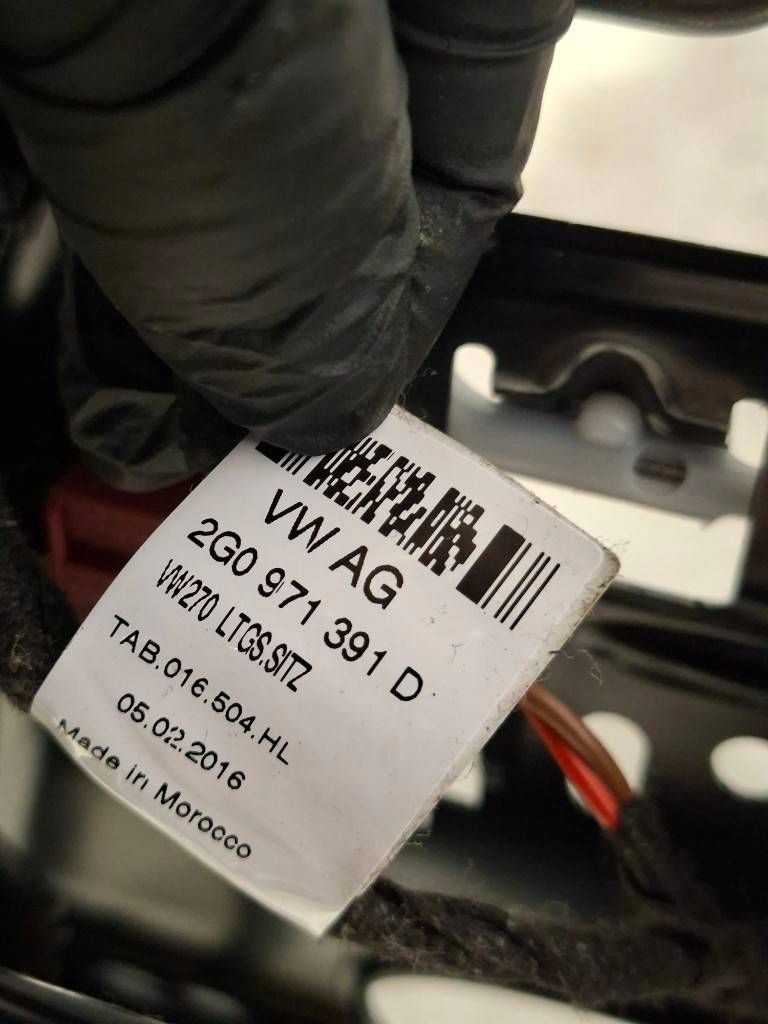 VW AG
2G0 971 391 D
VW270 LTGS.SITZ
TAB.016.504.HL
05.02.2016
Made in Morocco